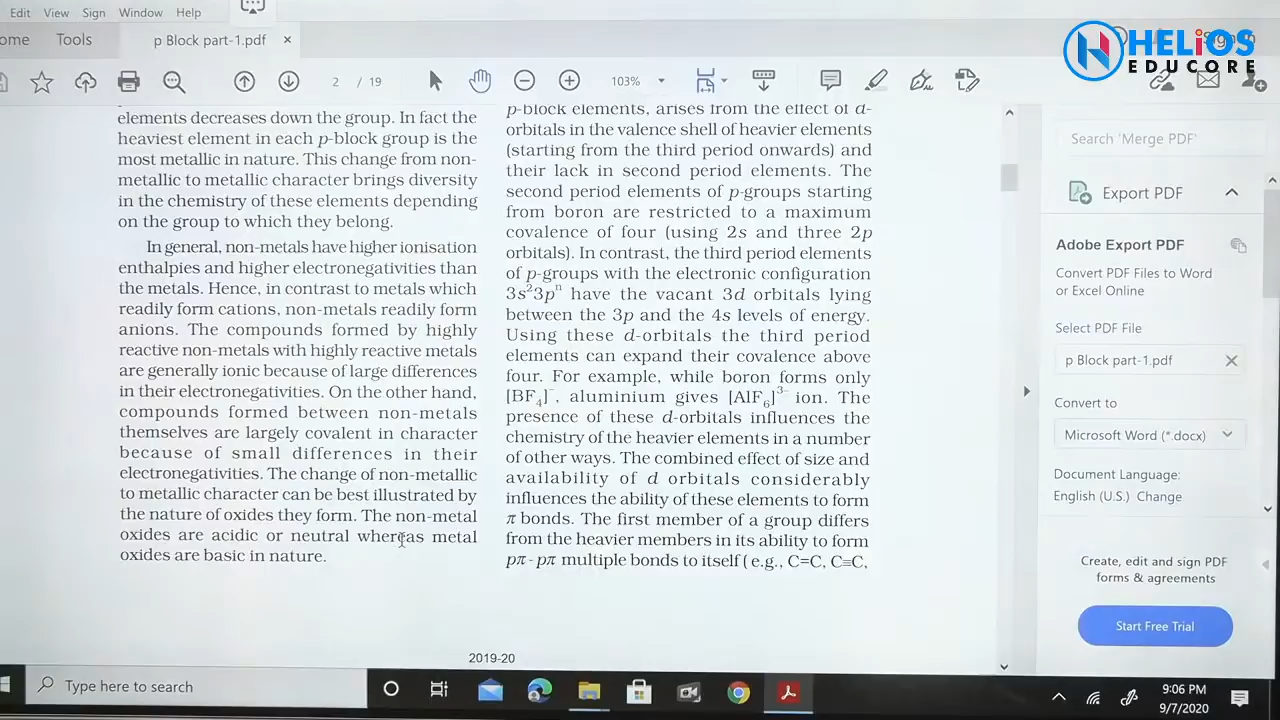 Edit View Sign Window Help
HELiOS
EDUCORE
ome Tools p Block part-1.pdf ×
2 / 19 103%
elements decreases down the group. In fact the
heaviest element in each p-block group is the
most metallic in nature. This change from non-
metallic to metallic character brings diversity
in the chemistry of these elements depending
on the group to which they belong.
In general, non-metals have higher ionisation
enthalpies and higher electronegativities than
the metals. Hence, in contrast to metals which
readily form cations, non-metals readily form
anions. The compounds formed by highly
reactive non-metals with highly reactive metals
are generally ionic because of large differences
in their electronegativities. On the other hand,
compounds formed between non-metals
themselves are largely covalent in character
because of small differences in their
electronegativities. The change of non-metallic
to metallic character can be best illustrated by
the nature of oxides they form. The non-metal
oxides are acidic or neutral whereas metal
oxides are basic in nature.
p-block elements, arises from the effect of d-
orbitals in the valence shell of heavier elements
(starting from the third period onwards) and
their lack in second period elements. The
second period elements of p-groups starting
from boron are restricted to a maximum
covalence of four (using 2s and three 2p
orbitals). In contrast, the third period elements
of p-groups with the electronic configuration
3s²3pⁿ have the vacant 3d orbitals lying
between the 3p and the 4s levels of energy.
Using these d-orbitals the third period
elements can expand their covalence above
four. For example, while boron forms only
[BF₄]⁻, aluminium gives [AlF₆]³⁻ ion. The
presence of these d-orbitals influences the
chemistry of the heavier elements in a number
of other ways. The combined effect of size and
availability of d orbitals considerably
influences the ability of these elements to form
π bonds. The first member of a group differs
from the heavier members in its ability to form
pπ - pπ multiple bonds to itself ( e.g., C=C, C≡C,
2019-20
Search 'Merge PDF'
Export PDF
Adobe Export PDF
Convert PDF Files to Word
or Excel Online
Select PDF File
p Block part-1.pdf
Convert to
Microsoft Word (*.docx)
Document Language:
English (U.S.) Change
Create, edit and sign PDF
forms & agreements
Start Free Trial
Type here to search
9:06 PM
9/7/2020